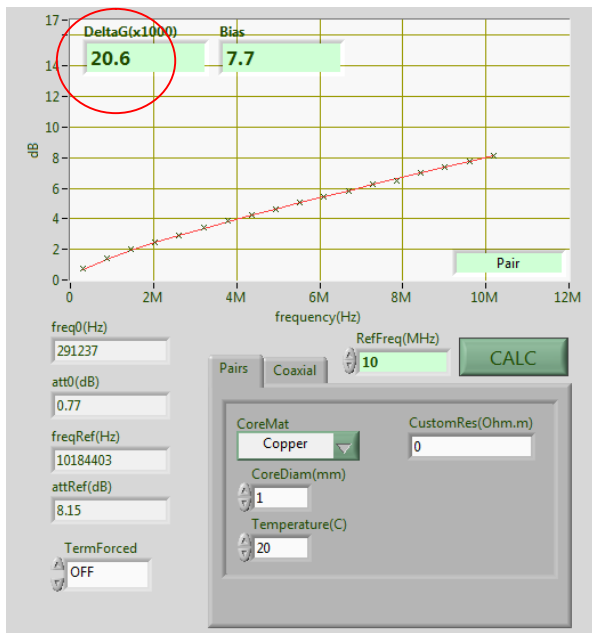 17
DeltaG(x1000)
Bias
20.6
7.7
14
12
10
dB
8
6
4
2
Pair
0
0
2M
4M
6M
8M
10M
12M
frequency(Hz)
freq0(Hz)
291237
RefFreq(MHz)
10
CALC
Pairs
Coaxial
att0(dB)
0.77
CoreMat
CustomRes(Ohm.m)
freqRef(Hz)
Copper
0
10184403
CoreDiam(mm)
attRef(dB)
1
8.15
Temperature(C)
TermForced
20
OFF